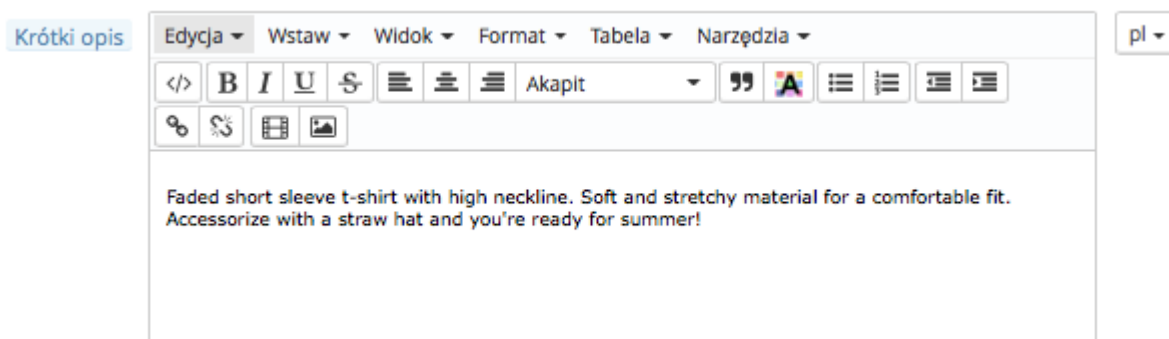 Krótki opis
Edycja Wstaw Widok Format Tabela Narzędzia
pl
B I U S Akapit A
Faded short sleeve t-shirt with high neckline. Soft and stretchy material for a comfortable fit.
Accessorize with a straw hat and you're ready for summer!